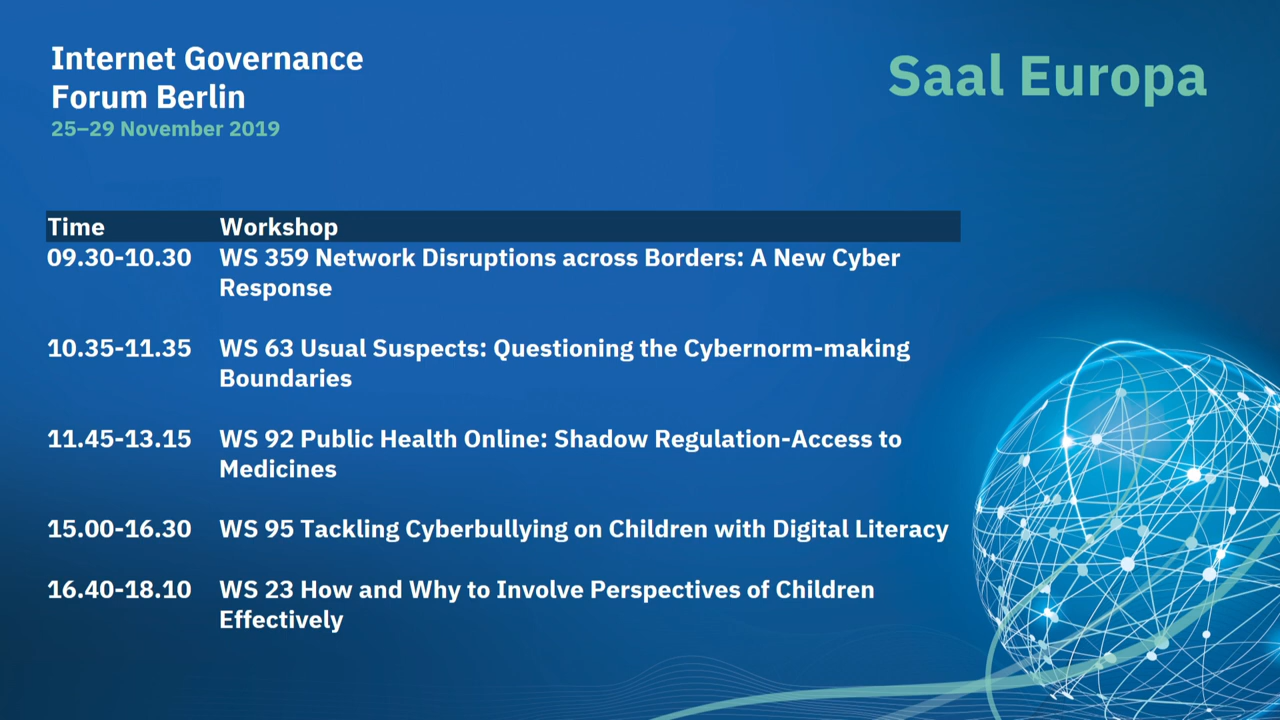 Internet Governance
Forum Berlin
25–29 November 2019
Saal Europa
Time Workshop
09.30-10.30 WS 359 Network Disruptions across Borders: A New Cyber
Response
10.35-11.35 WS 63 Usual Suspects: Questioning the Cybernorm-making
Boundaries
11.45-13.15 WS 92 Public Health Online: Shadow Regulation-Access to
Medicines
15.00-16.30 WS 95 Tackling Cyberbullying on Children with Digital Literacy
16.40-18.10 WS 23 How and Why to Involve Perspectives of Children
Effectively